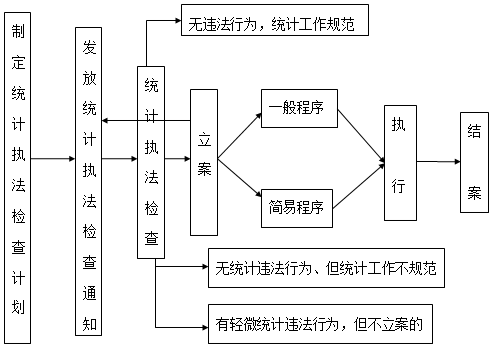 制定统计执法检查计划
发放统计执法检查通知
统计执法检查
无违法行为，统计工作规范
立案
一般程序
简易程序
执行
结案
无统计违法行为、但统计工作不规范
有轻微统计违法行为，但不立案的